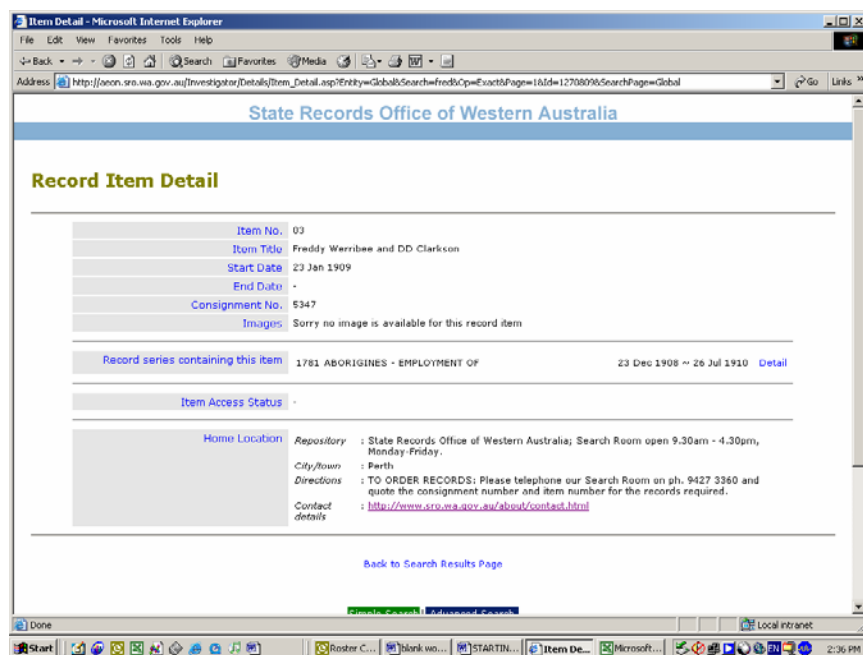 Item Detail - Microsoft Internet Explorer
File Edit View Favorites Tools Help
Back Search Favorites Media
Address http://aeon.sro.wa.gov.au/Investigator/Details/Item_Detail.asp?Entity=Global&Search=fred&Op=Exact&Page=1&Id=1270809&SearchPage=Global Go Links »
State Records Office of Western Australia
Record Item Detail
Item No. 03
Item Title Freddy Werribee and DD Clarkson
Start Date 23 Jan 1909
End Date -
Consignment No. 5347
Images Sorry no image is available for this record item
Record series containing this item 1781 ABORIGINES - EMPLOYMENT OF 23 Dec 1908 ~ 26 Jul 1910 Detail
Item Access Status -
Home Location Repository : State Records Office of Western Australia; Search Room open 9.30am - 4.30pm,
Monday-Friday.
City/town : Perth
Directions : TO ORDER RECORDS: Please telephone our Search Room on ph. 9427 3360 and
quote the consignment number and item number for the records required.
Contact : http://www.sro.wa.gov.au/about/contact.html
details
Back to Search Results Page
Simple Search | Advanced Search
Done Local intranet
Start Roster C... blank wo... STARTIN... Item De... Microsoft... EN 2:36 PM